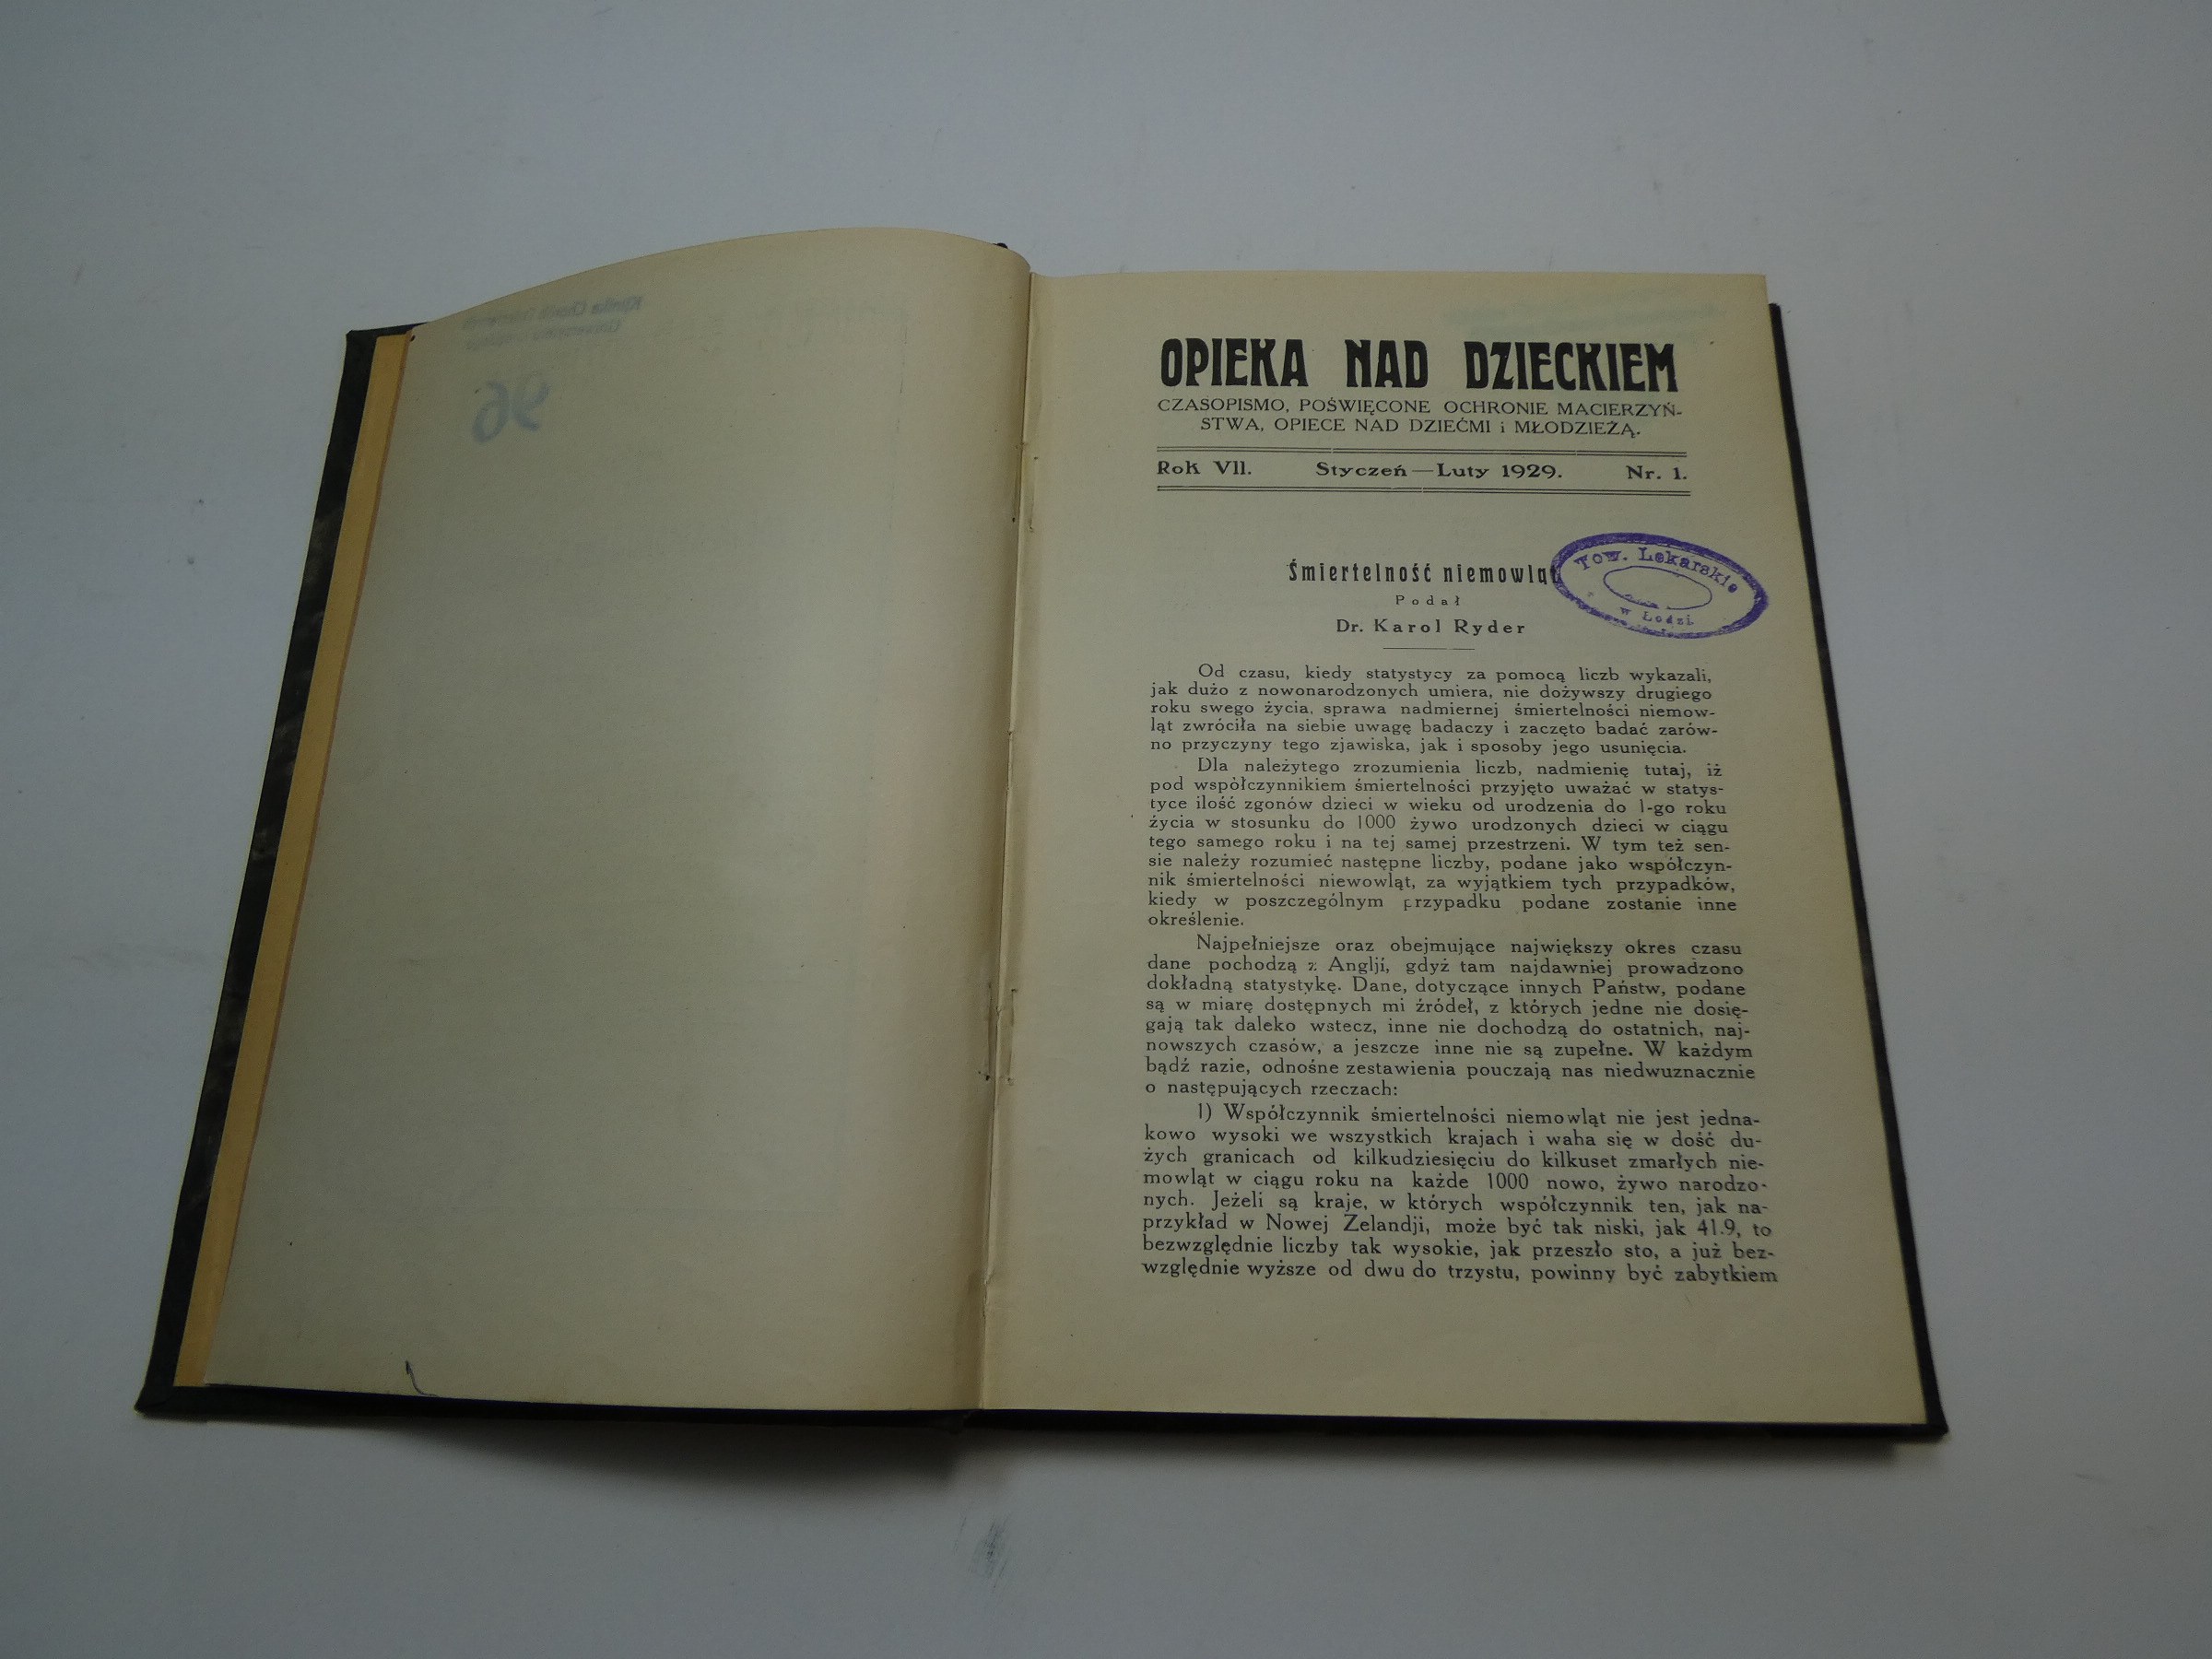 96
OPIEKA NAD DZIECKIEM
CZASOPISMO, POŚWIĘCONE OCHRONIE MACIERZYŃ-
STWA, OPIECE NAD DZIEĆMI i MŁODZIEŻĄ.
Rok VII. Styczeń—Luty 1929. Nr. 1.
Tow. Lekarskie
w Łodzi
Śmiertelność niemowląt
Podał
Dr. Karol Ryder
Od czasu, kiedy statystycy za pomocą liczb wykazali,
jak dużo z nowonarodzonych umiera, nie dożywszy drugiego
roku swego życia, sprawa nadmiernej śmiertelności niemow-
ląt zwróciła na siebie uwagę badaczy i zaczęto badać zarów-
no przyczyny tego zjawiska, jak i sposoby jego usunięcia.
Dla należytego zrozumienia liczb, nadmienię tutaj, iż
pod współczynnikiem śmiertelności przyjęto uważać w statys-
tyce ilość zgonów dzieci w wieku od urodzenia do 1-go roku
życia w stosunku do 1000 żywo urodzonych dzieci w ciągu
tego samego roku i na tej samej przestrzeni. W tym też sen-
sie należy rozumieć następne liczby, podane jako współczyn-
nik śmiertelności niewowląt, za wyjątkiem tych przypadków,
kiedy w poszczególnym przypadku podane zostanie inne
określenie.
Najpełniejsze oraz obejmujące największy okres czasu
dane pochodzą z Anglji, gdyż tam najdawniej prowadzono
dokładną statystykę. Dane, dotyczące innych Państw, podane
są w miarę dostępnych mi źródeł, z których jedne nie dosię-
gają tak daleko wstecz, inne nie dochodzą do ostatnich, naj-
nowszych czasów, a jeszcze inne nie są zupełne. W każdym
bądź razie, odnośne zestawienia pouczają nas niedwuznacznie
o następujących rzeczach:
1) Współczynnik śmiertelności niemowląt nie jest jedna-
kowo wysoki we wszystkich krajach i waha się w dość du-
żych granicach od kilkudziesięciu do kilkuset zmarłych nie-
mowląt w ciągu roku na każde 1000 nowo, żywo narodzo-
nych. Jeżeli są kraje, w których współczynnik ten, jak na-
przykład w Nowej Zelandji, może być tak niski, jak 41.9, to
bezwzględnie liczby tak wysokie, jak przeszło sto, a już bez-
względnie wyższe od dwu do trzystu, powinny być zabytkiem